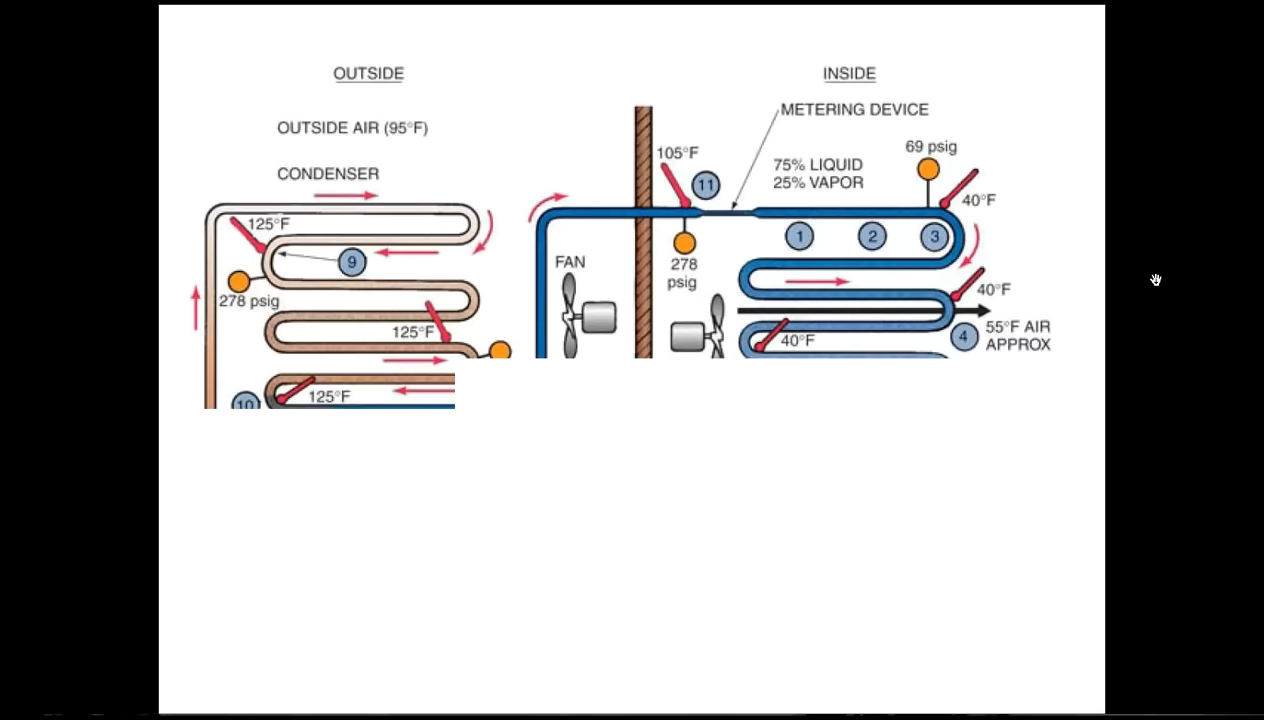 OUTSIDE
INSIDE
OUTSIDE AIR (95°F)
METERING DEVICE
CONDENSER
105°F
11
75% LIQUID
25% VAPOR
69 psig
40°F
125°F
9
278 psig
1
2
3
278
psig
FAN
40°F
125°F
40°F
4
55°F AIR
APPROX
10
125°F